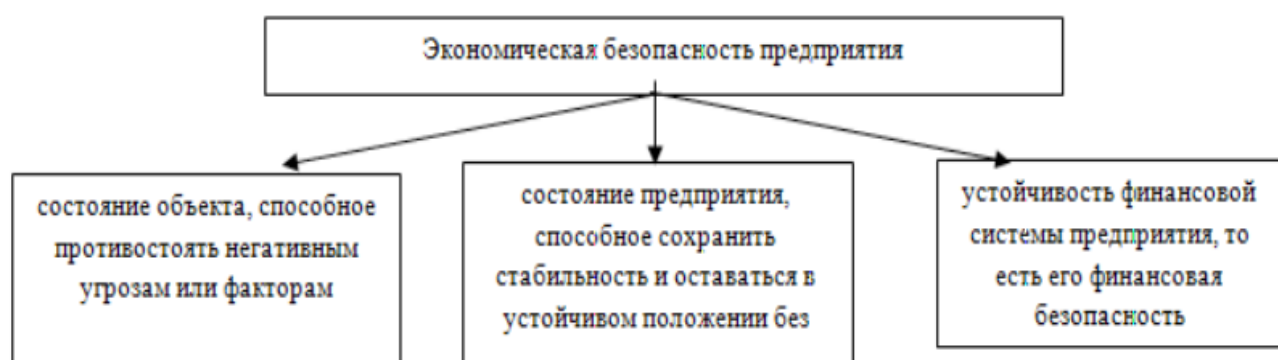 Экономическая безопасность предприятия
состояние объекта, способное
противостоять негативным
угрозам или факторам
состояние предприятия,
способное сохранить
стабильность и оставаться в
устойчивом положении без
устойчивость финансовой
системы предприятия, то
есть его финансовая
безопасность